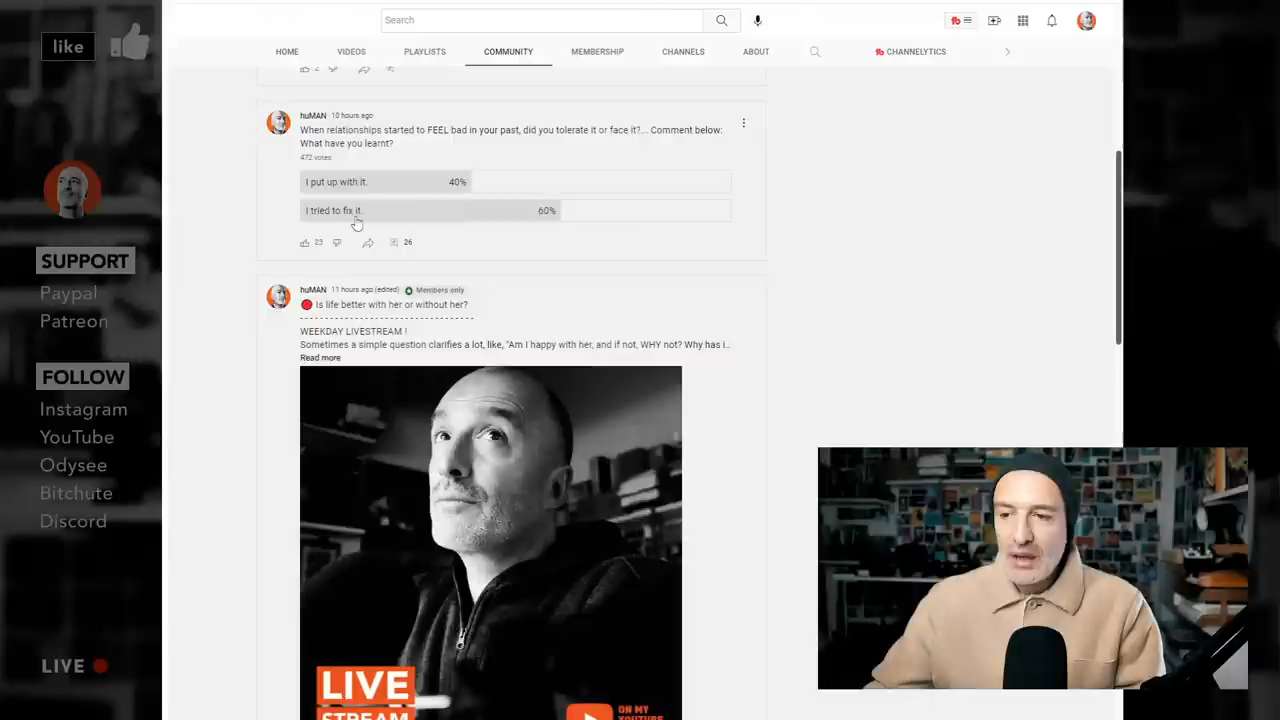 like
Search
HOME
VIDEOS
PLAYLISTS
COMMUNITY
MEMBERSHIP
CHANNELS
ABOUT
tb CHANNELYTICS
huMAN 10 hours ago
When relationships started to FEEL bad in your past, did you tolerate it or face it?... Comment below:
What have you learnt?
472 votes
I put up with it. 40%
I tried to fix it. 60%
23 26
huMAN 11 hours ago (edited) Members only
Is life better with her or without her?
WEEKDAY LIVESTREAM !
Sometimes a simple question clarifies a lot, like, "Am I happy with her, and if not, WHY not? Why has i..
Read more
LIVE
STREAM
ON MY
YOUTUBE
SUPPORT
Paypal
Patreon
FOLLOW
Instagram
YouTube
Odysee
Bitchute
Discord
LIVE